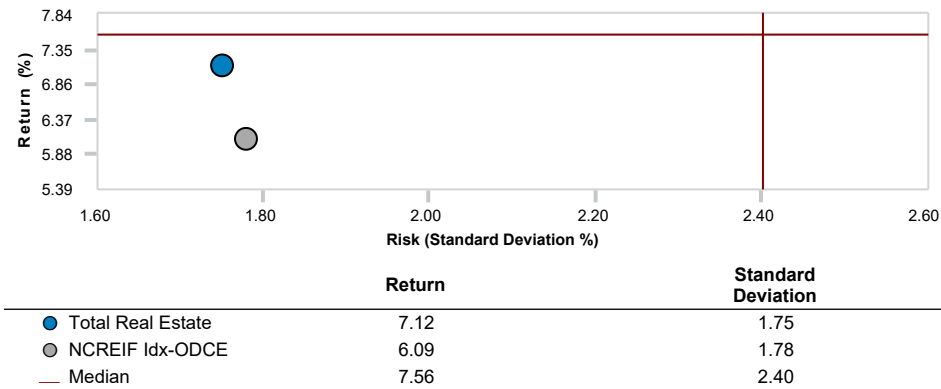 7.84
7.35
6.86
6.37
5.88
5.39
Return (%)
1.60 1.80 2.00 2.20 2.40 2.60
Risk (Standard Deviation %)
Return Standard Deviation
Total Real Estate 7.12 1.75
NCREIF Idx-ODCE 6.09 1.78
Median 7.56 2.40